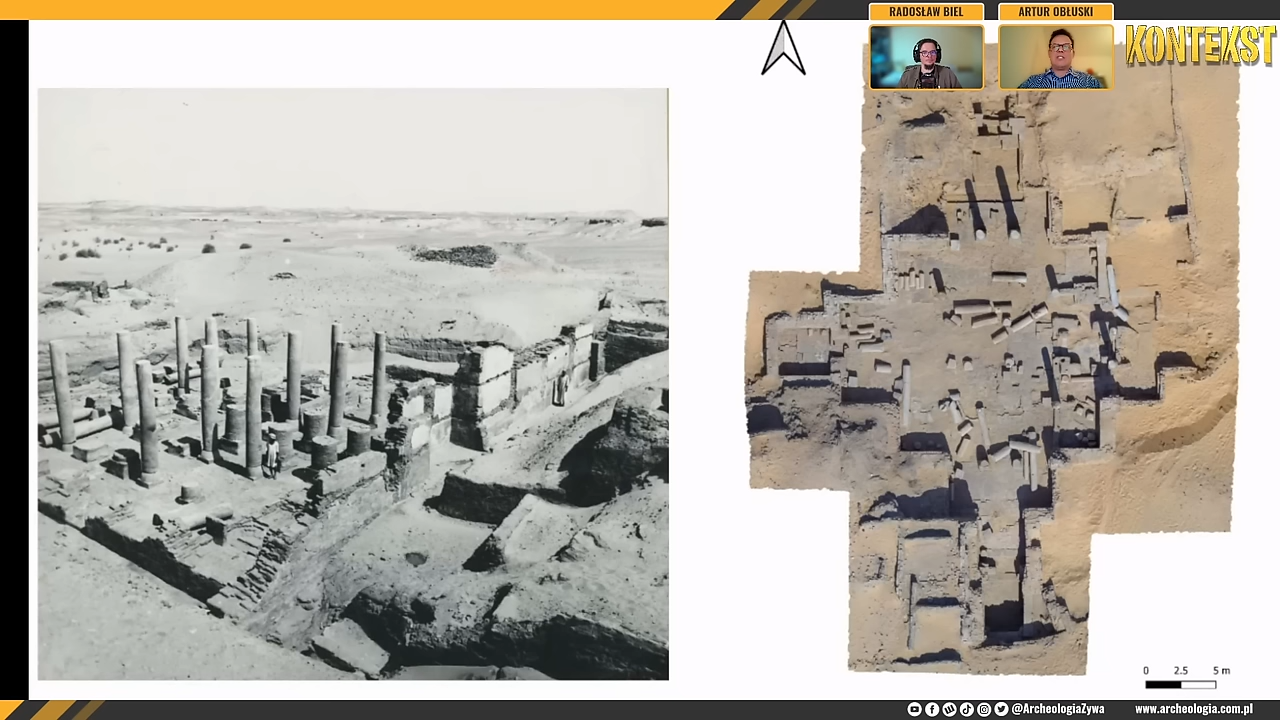 RADOSŁAW BIEL
ARTUR OBŁUSKI
KONTEKST
0 2.5 5 m
@ArcheologiaZywa
www.archeologia.com.pl